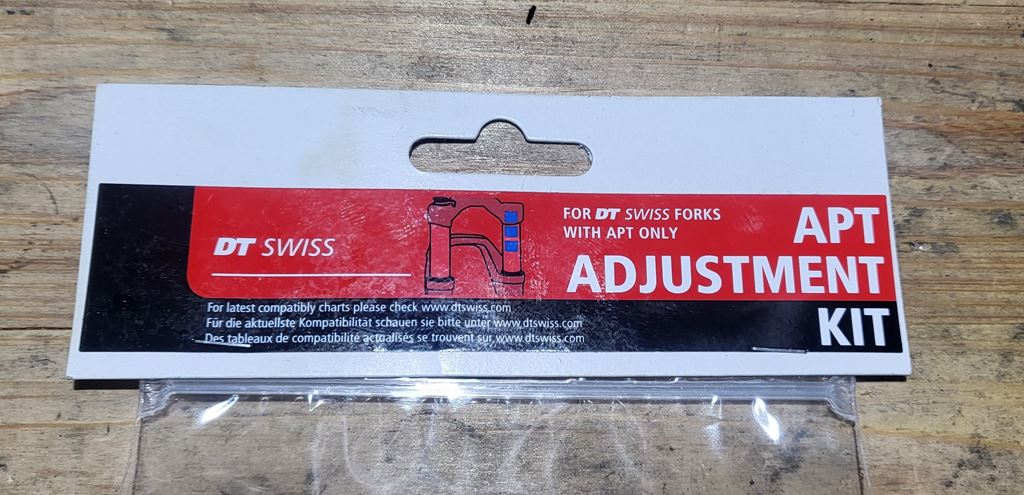 DT SWISS
FOR DT SWISS FORKS
WITH APT ONLY
APT
ADJUSTMENT
KIT
For latest compatibly charts please check www.dtswiss.com
Für die aktuellste Kompatibilität schauen sie bitte unter www.dtswiss.com
Des tableaux de compatibilité actualisés se trouvent sur www.dtswiss.com